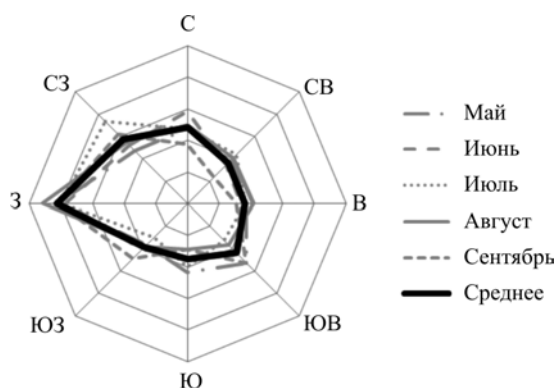 С
СЗ
СВ
З
В
ЮЗ
ЮВ
Ю
Май
Июнь
Июль
Август
Сентябрь
Среднее